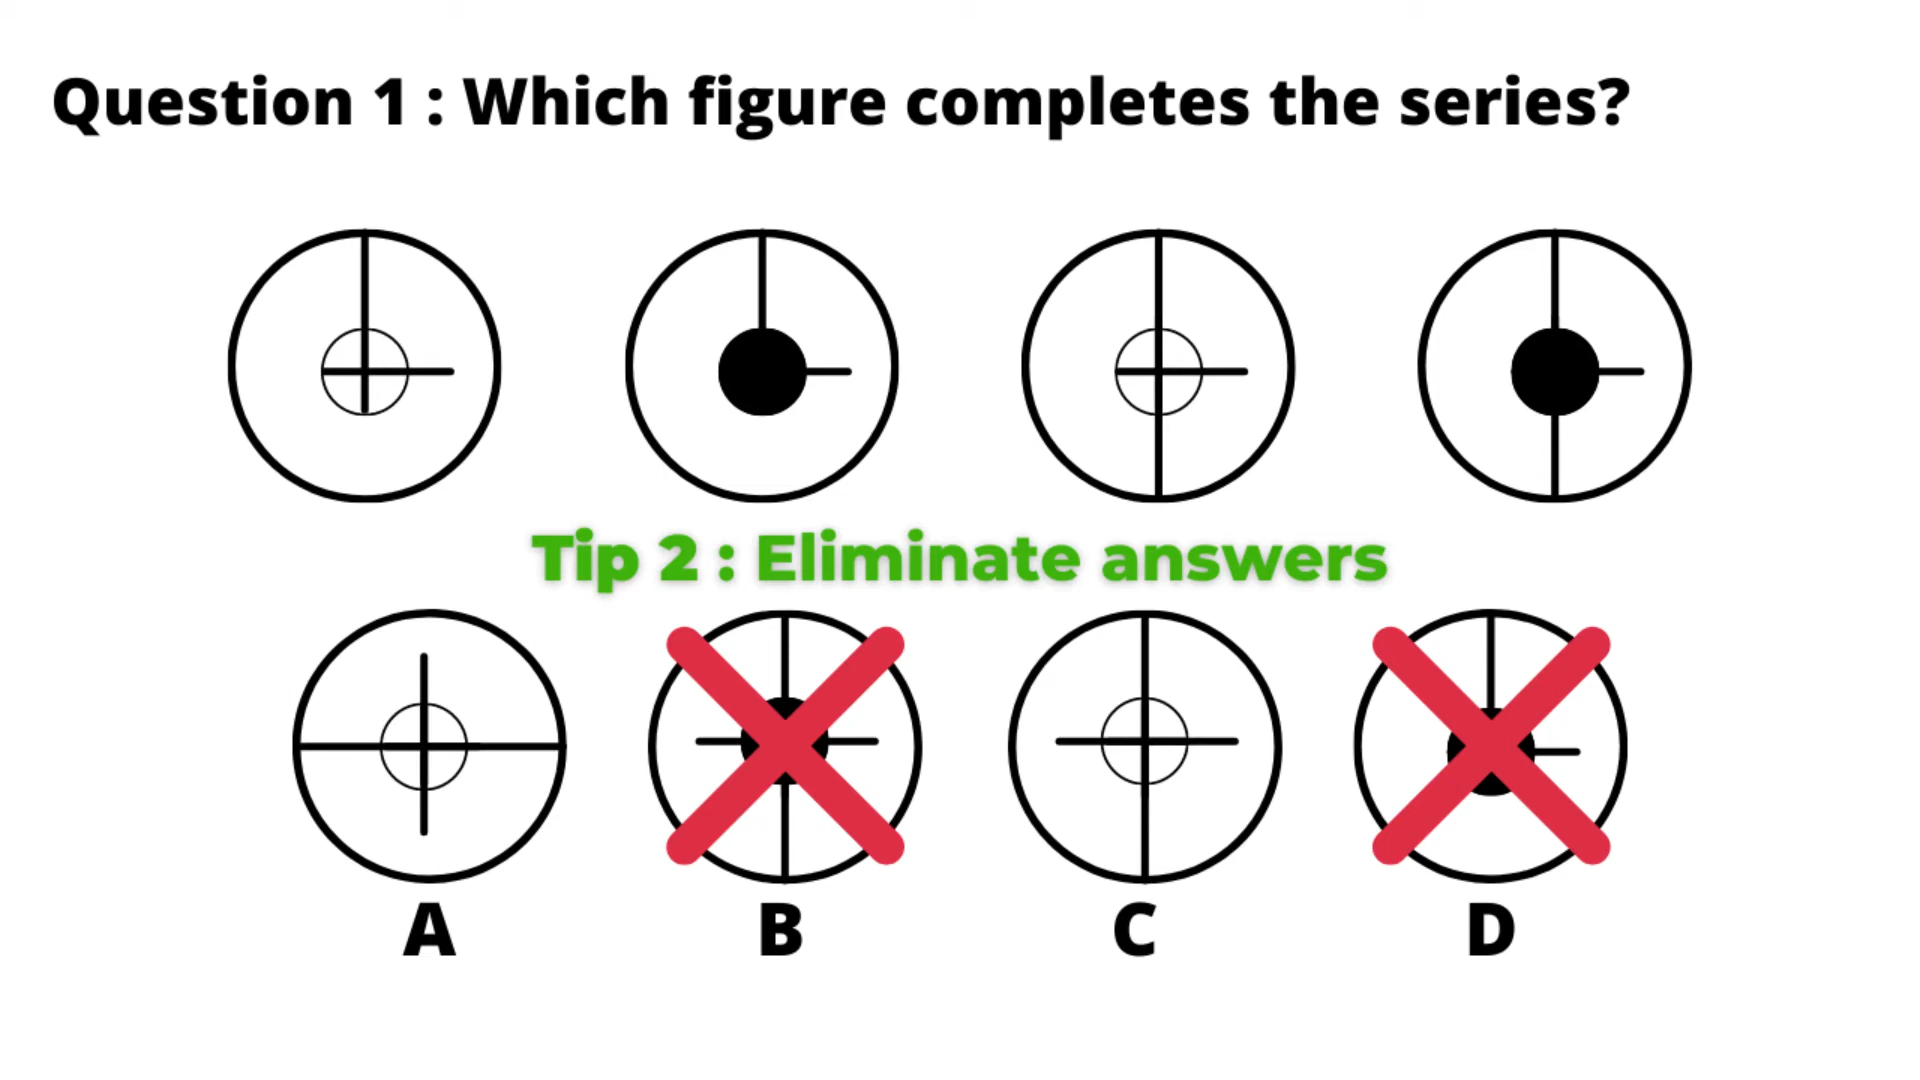 Question 1 : Which figure completes the series?
Tip 2 : Eliminate answers
A B C D